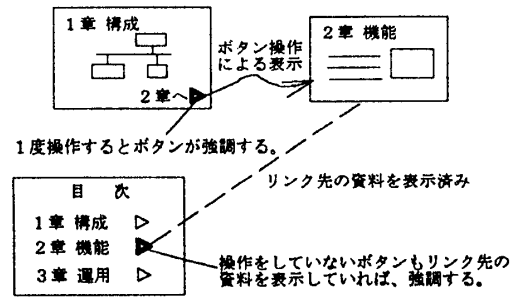 1章 構成
2章へ
ボタン操作
による表示
2章 機能
1度操作するとボタンが強調する。
リンク先の資料を表示済み
目 次
1章 構成
2章 機能
3章 運用
操作をしていないボタンもリンク先の
資料を表示していれば、強調する。